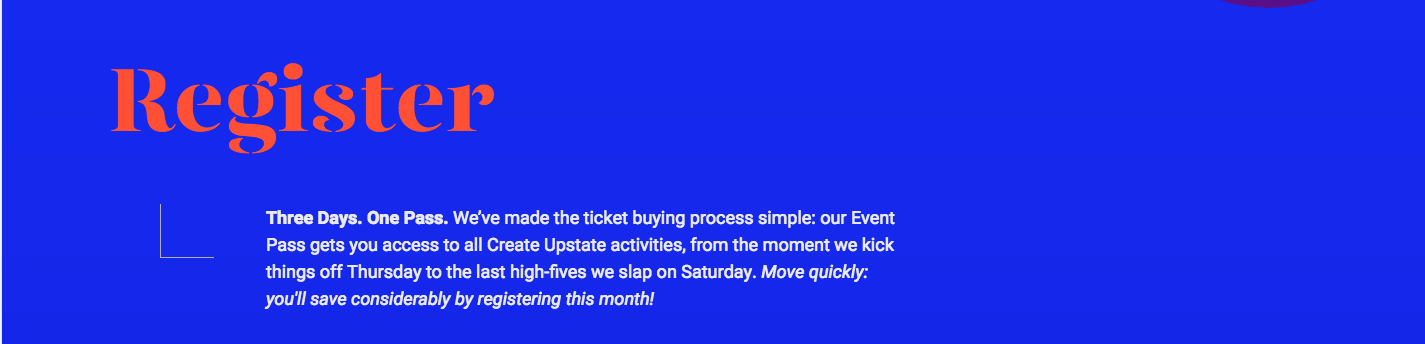 Register
Three Days. One Pass. We’ve made the ticket buying process simple: our Event
Pass gets you access to all Create Upstate activities, from the moment we kick
things off Thursday to the last high-fives we slap on Saturday. Move quickly:
you'll save considerably by registering this month!